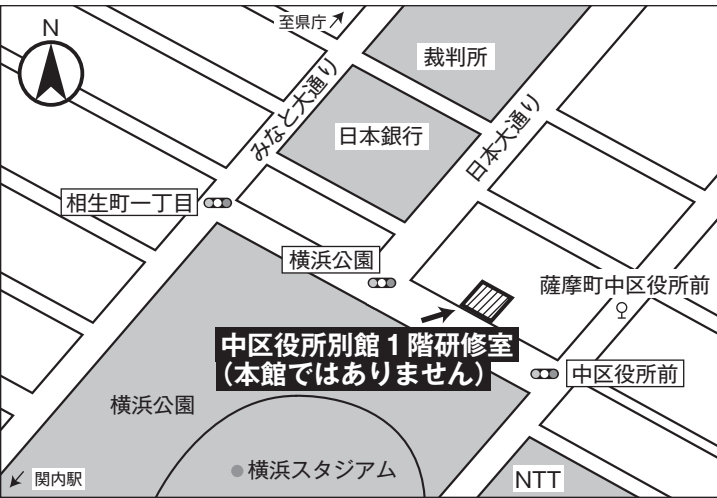 至県庁
N
裁判所
みなと大通り
日本銀行
日本大通り
相生町一丁目
横浜公園
薩摩町中区役所前
中区役所別館1階研修室
（本館ではありません）
中区役所前
横浜公園
横浜スタジアム
関内駅
NTT